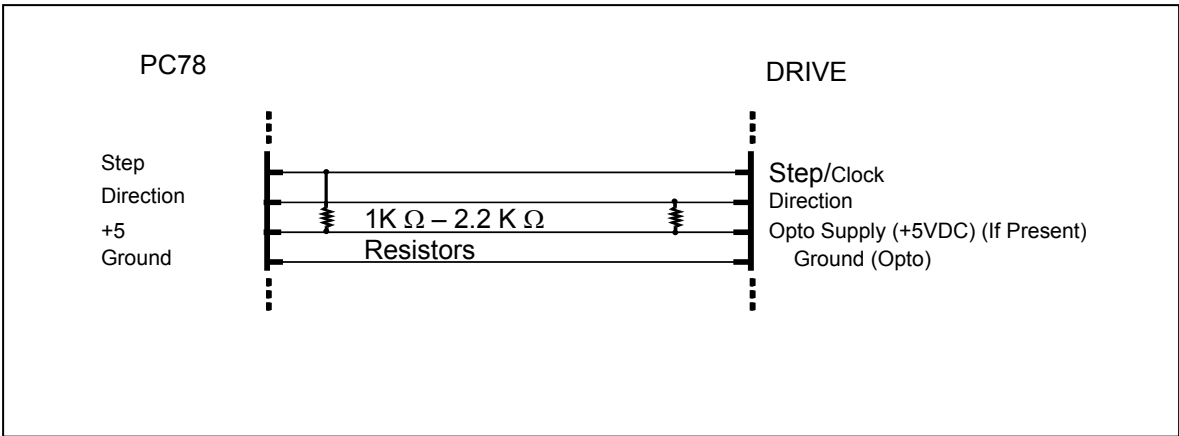 PC78
DRIVE
Step
Direction
+5
Ground
1K Ω – 2.2 K Ω
Resistors
Step/Clock
Direction
Opto Supply (+5VDC) (If Present)
Ground (Opto)